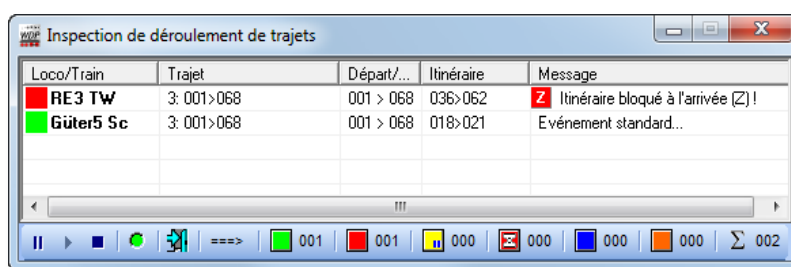 WDP Inspection de déroulement de trajets
Loco/Train Trajet Départ/... Itinéraire Message
RE3 TW 3: 001>068 001 > 068 036>062 Z Itinéraire bloqué à l'arrivée (Z) !
Güter5 Sc 3: 001>068 001 > 068 018>021 Evénement standard...
===> 001 001 000 000 000 000 Σ 002